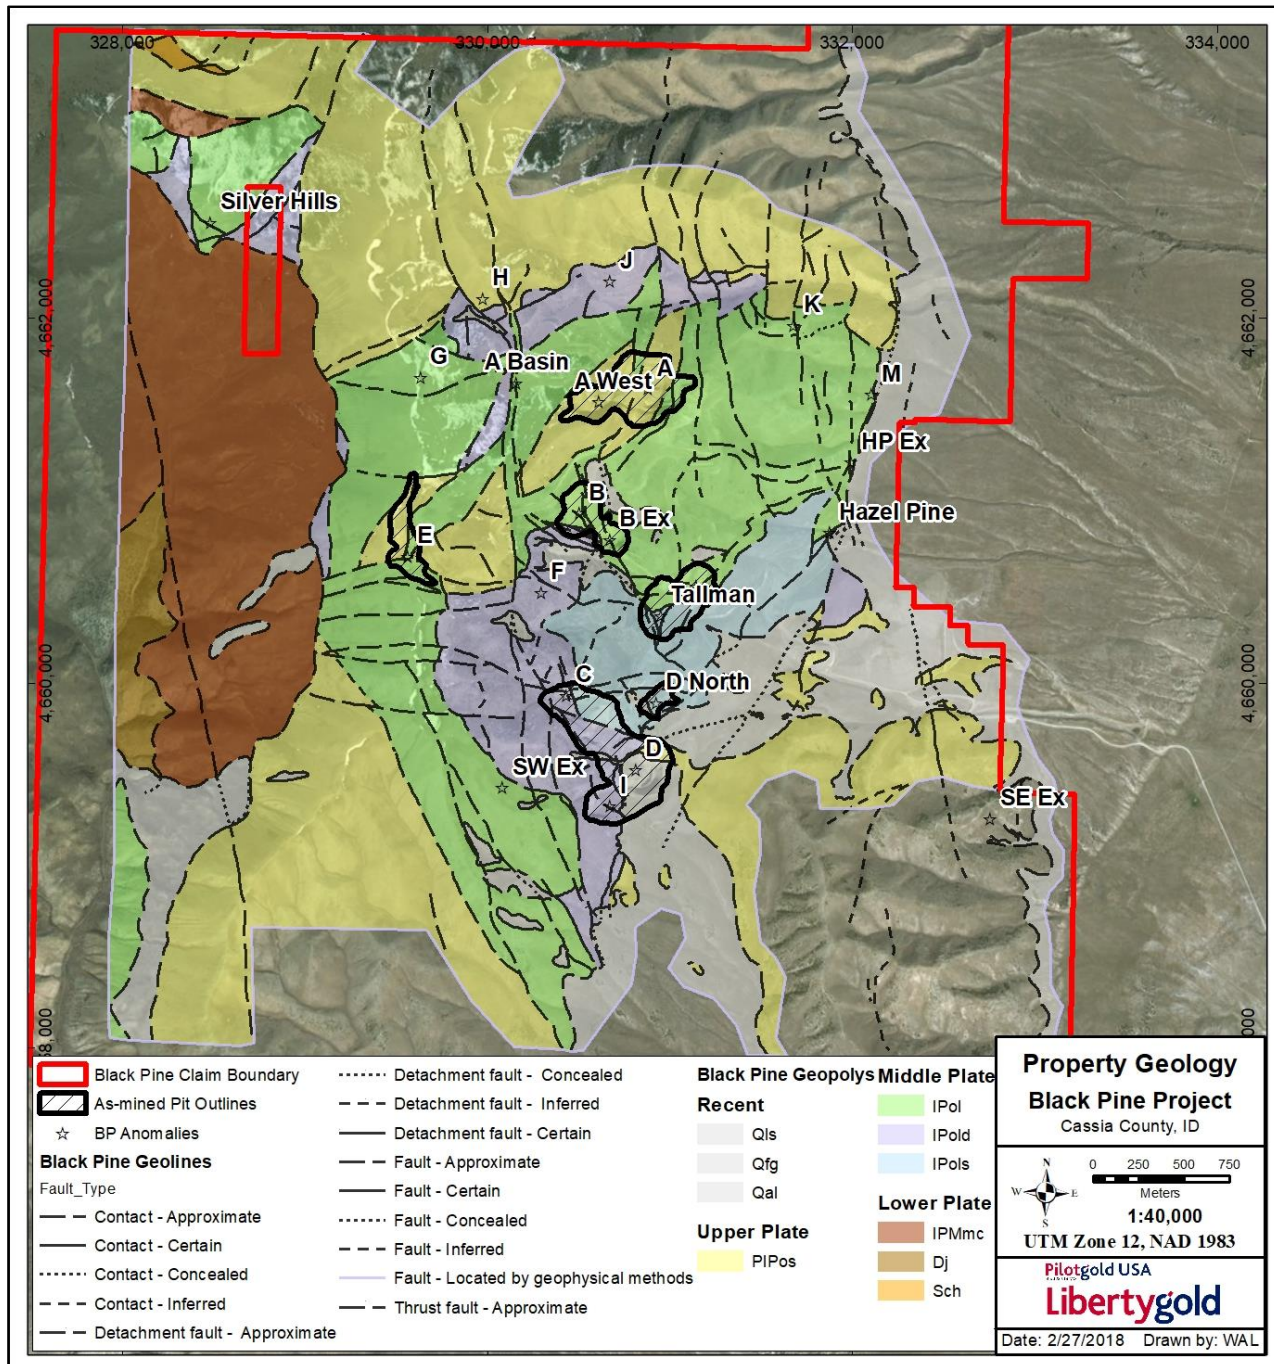 328,000
330,000
332,000
334,000
Silver Hills
J
H
K
4,662,000
4,662,000
G
A Basin
A West
A
M
HP Ex
B
Hazel Pine
B Ex
E
F
Tallman
4,660,000
4,660,000
C
D North
D
SW Ex
I
SE Ex
Black Pine Claim Boundary
As-mined Pit Outlines
BP Anomalies
Black Pine Geolines
Fault_Type
Contact - Approximate
Contact - Certain
Contact - Concealed
Contact - Inferred
Detachment fault - Approximate
Detachment fault - Concealed
Detachment fault - Inferred
Detachment fault - Certain
Fault - Approximate
Fault - Certain
Fault - Concealed
Fault - Inferred
Fault - Located by geophysical methods
Thrust fault - Approximate
Black Pine Geopolys
Recent
Qls
Qfg
Qal
Upper Plate
PIPos
Middle Plate
IPol
IPold
IPols
Lower Plate
IPMmc
Dj
Sch
Property Geology
Black Pine Project
Cassia County, ID
N
W
E
S
0 250 500 750
Meters
1:40,000
UTM Zone 12, NAD 1983
Pilotgold USA
Libertygold
Date: 2/27/2018 Drawn by: WAL